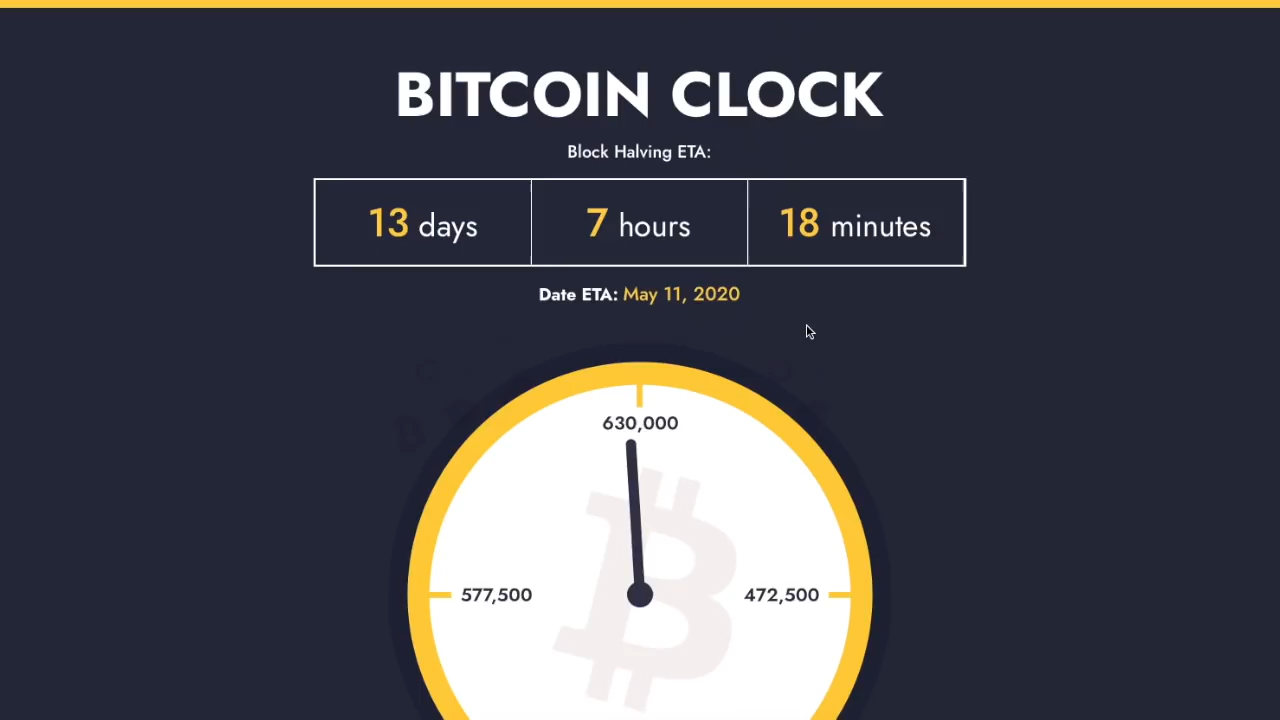 BITCOIN CLOCK
Block Halving ETA:
13 days 7 hours 18 minutes
Date ETA: May 11, 2020
630,000
577,500 472,500